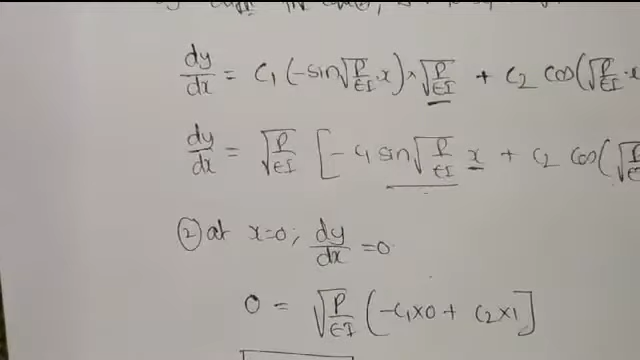 dy/dx = C₁(-sin√(P/EI)·x)×√(P/EI) + C₂ cos(√(P/EI)·x
dy/dx = √(P/EI) [-C₁ sin√(P/EI) x + C₂ cos(√(P/EI)
② at x=0; dy/dx = 0.
0 = √(P/EI) (-C₁×0 + C₂×1]